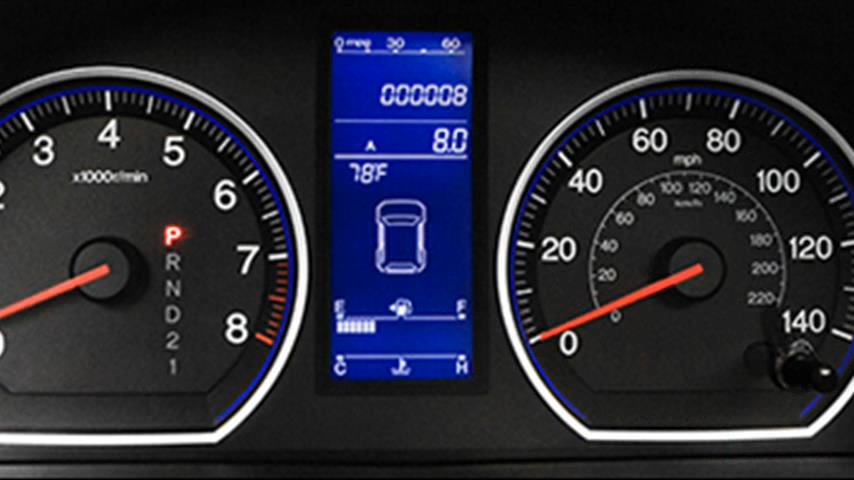 0 mpg 30 60
000008
A 8.0
78°F
E F
C H
2 3 4 5 6 7 8
x1000r/min
P
R
N
D
2
1
0 20 40 60 80 100 120 140
mph
0 20 40 60 80 100 120 140 160 180 200 220
km/h